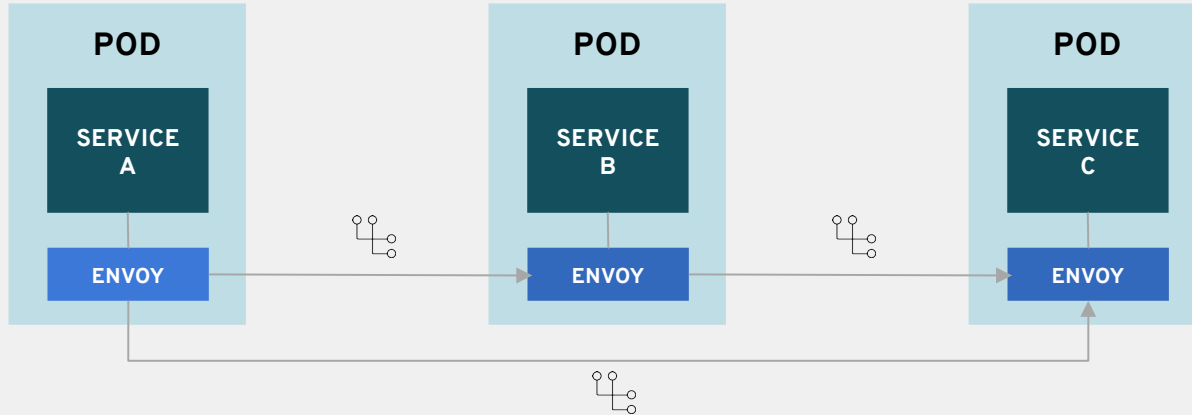 POD
SERVICE
A
ENVOY
POD
SERVICE
B
ENVOY
POD
SERVICE
C
ENVOY